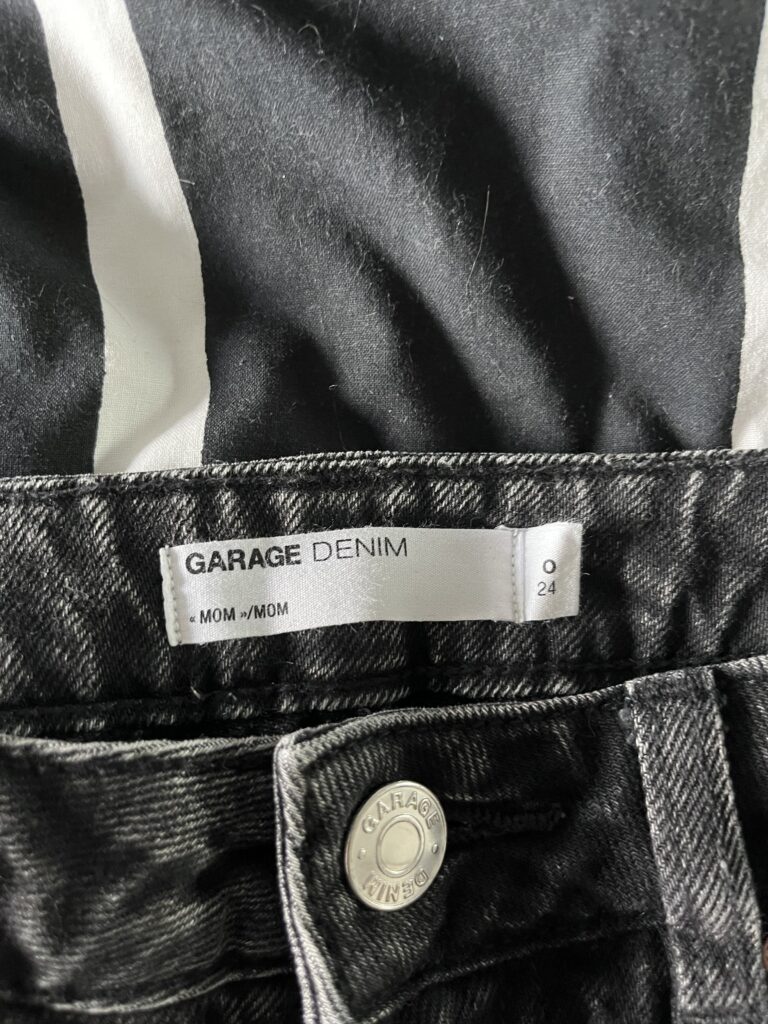 GARAGE DENIM
« MOM »/MOM
0
24
GARAGE
DENIM